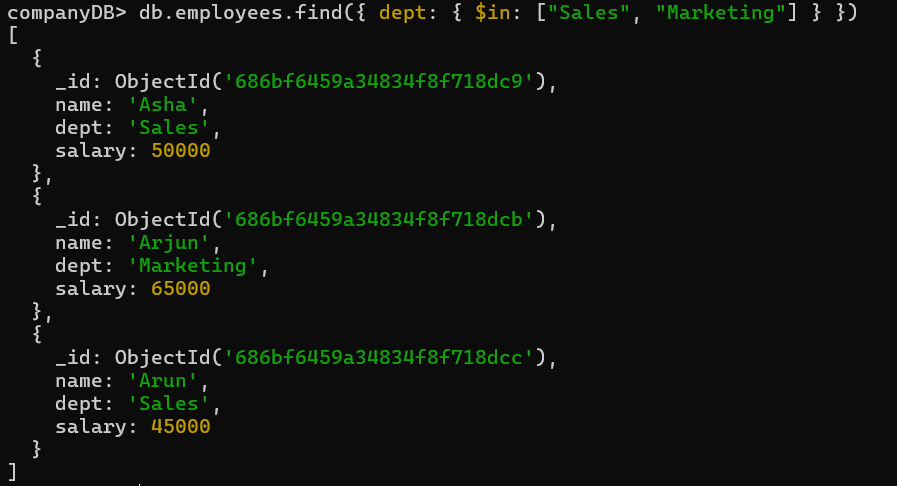 companyDB> db.employees.find({ dept: { $in: ["Sales", "Marketing"] } })
[
  {
    _id: ObjectId('686bf6459a34834f8f718dc9'),
    name: 'Asha',
    dept: 'Sales',
    salary: 50000
  },
  {
    _id: ObjectId('686bf6459a34834f8f718dcb'),
    name: 'Arjun',
    dept: 'Marketing',
    salary: 65000
  },
  {
    _id: ObjectId('686bf6459a34834f8f718dcc'),
    name: 'Arun',
    dept: 'Sales',
    salary: 45000
  }
]